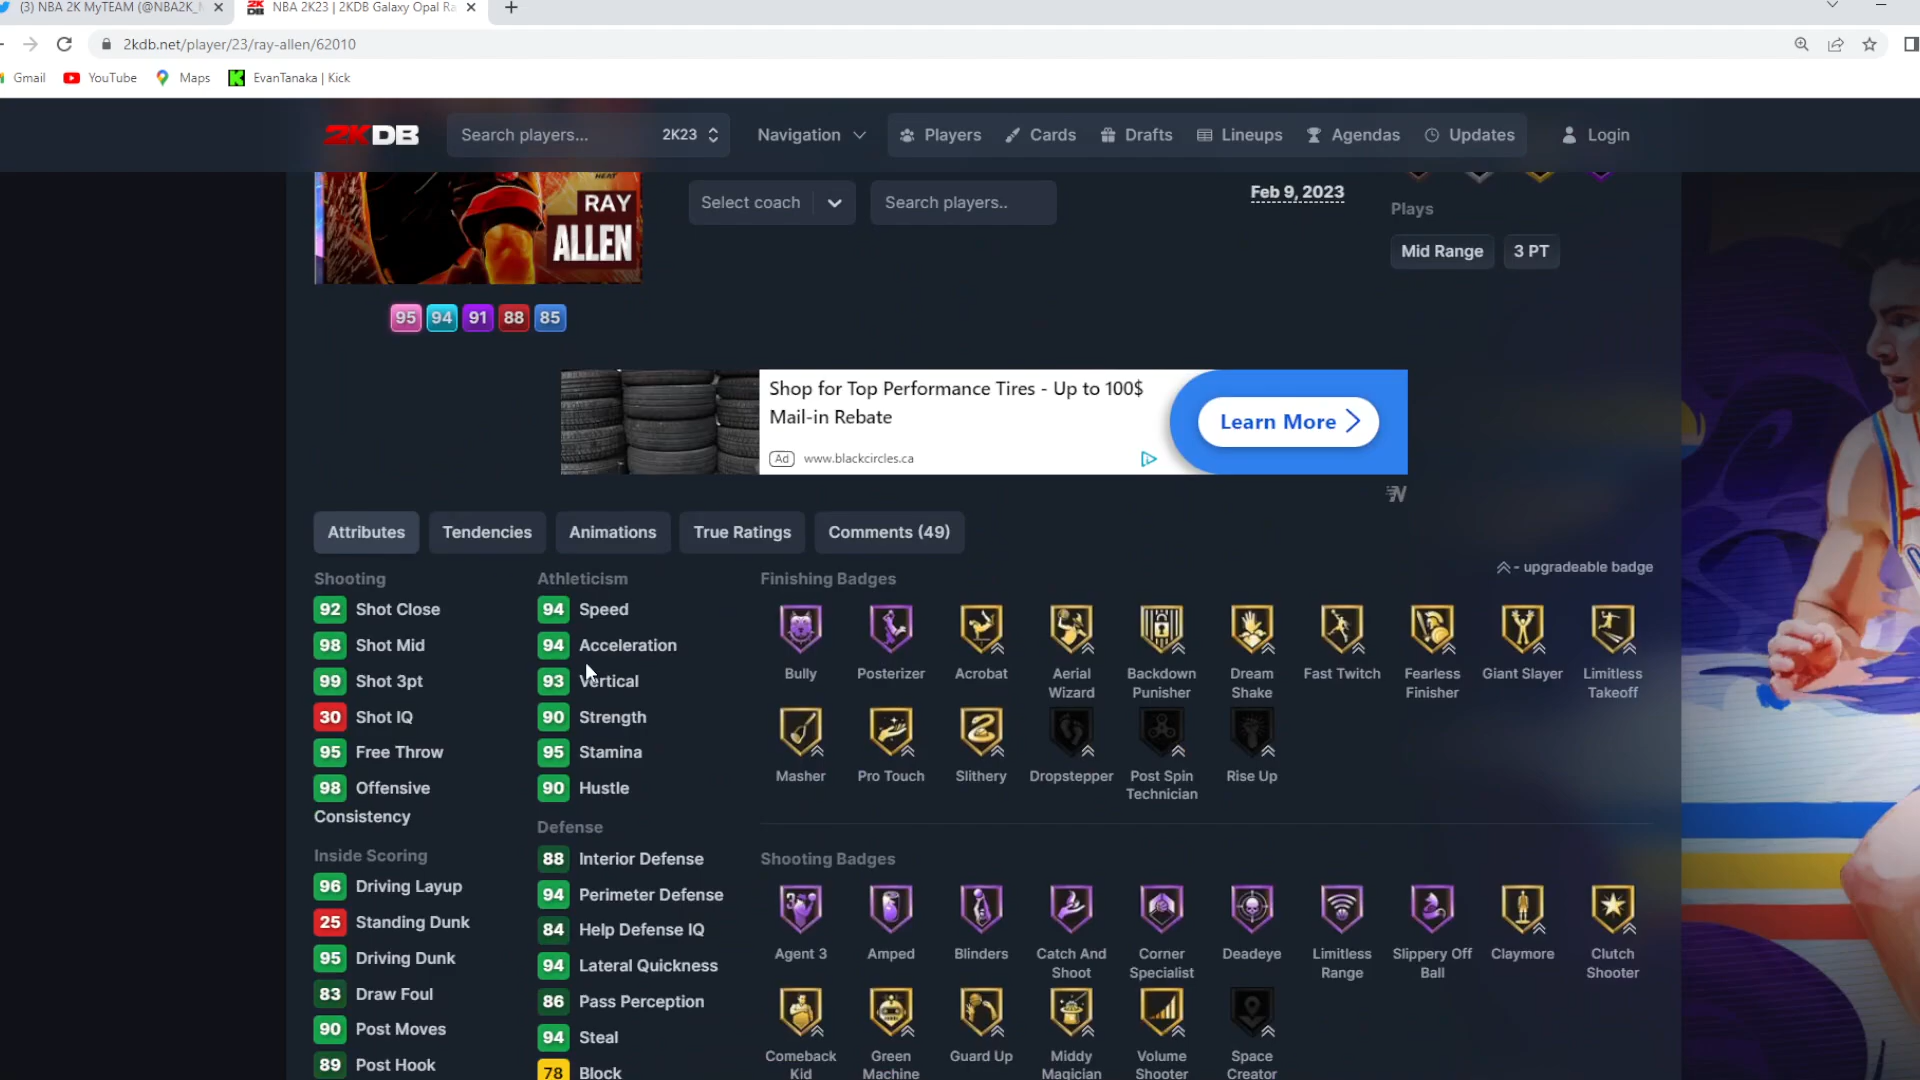 (3) NBA 2K MyTEAM (@NBA2K_M
NBA 2K23 | 2KDB Galaxy Opal Ra
2kdb.net/player/23/ray-allen/62010
Gmail YouTube Maps EvanTanaka | Kick
2KDB Search players... 2K23 Navigation Players Cards Drafts Lineups Agendas Updates Login
HEAT
RAY
ALLEN
Select coach Search players..
Feb 9, 2023
Plays
Mid Range 3 PT
95 94 91 88 85
Shop for Top Performance Tires - Up to 100$
Mail-in Rebate
Ad www.blackcircles.ca
Learn More
Attributes Tendencies Animations True Ratings Comments (49)
- upgradeable badge
Shooting
92 Shot Close
98 Shot Mid
99 Shot 3pt
30 Shot IQ
95 Free Throw
98 Offensive
Consistency
Inside Scoring
96 Driving Layup
25 Standing Dunk
95 Driving Dunk
83 Draw Foul
90 Post Moves
89 Post Hook
Athleticism
94 Speed
94 Acceleration
93 Vertical
90 Strength
95 Stamina
90 Hustle
Defense
88 Interior Defense
94 Perimeter Defense
84 Help Defense IQ
94 Lateral Quickness
86 Pass Perception
94 Steal
78 Block
Finishing Badges
Bully
Posterizer
Acrobat
Aerial
Wizard
Backdown
Punisher
Dream
Shake
Fast Twitch
Fearless
Finisher
Giant Slayer
Limitless
Takeoff
Masher
Pro Touch
Slithery
Dropstepper
Post Spin
Technician
Rise Up
Shooting Badges
3
Agent 3
Amped
Blinders
Catch And
Shoot
Corner
Specialist
Deadeye
Limitless
Range
Slippery Off
Ball
Claymore
Clutch
Shooter
Comeback
Kid
Green
Machine
Guard Up
Middy
Magician
Volume
Shooter
Space
Creator